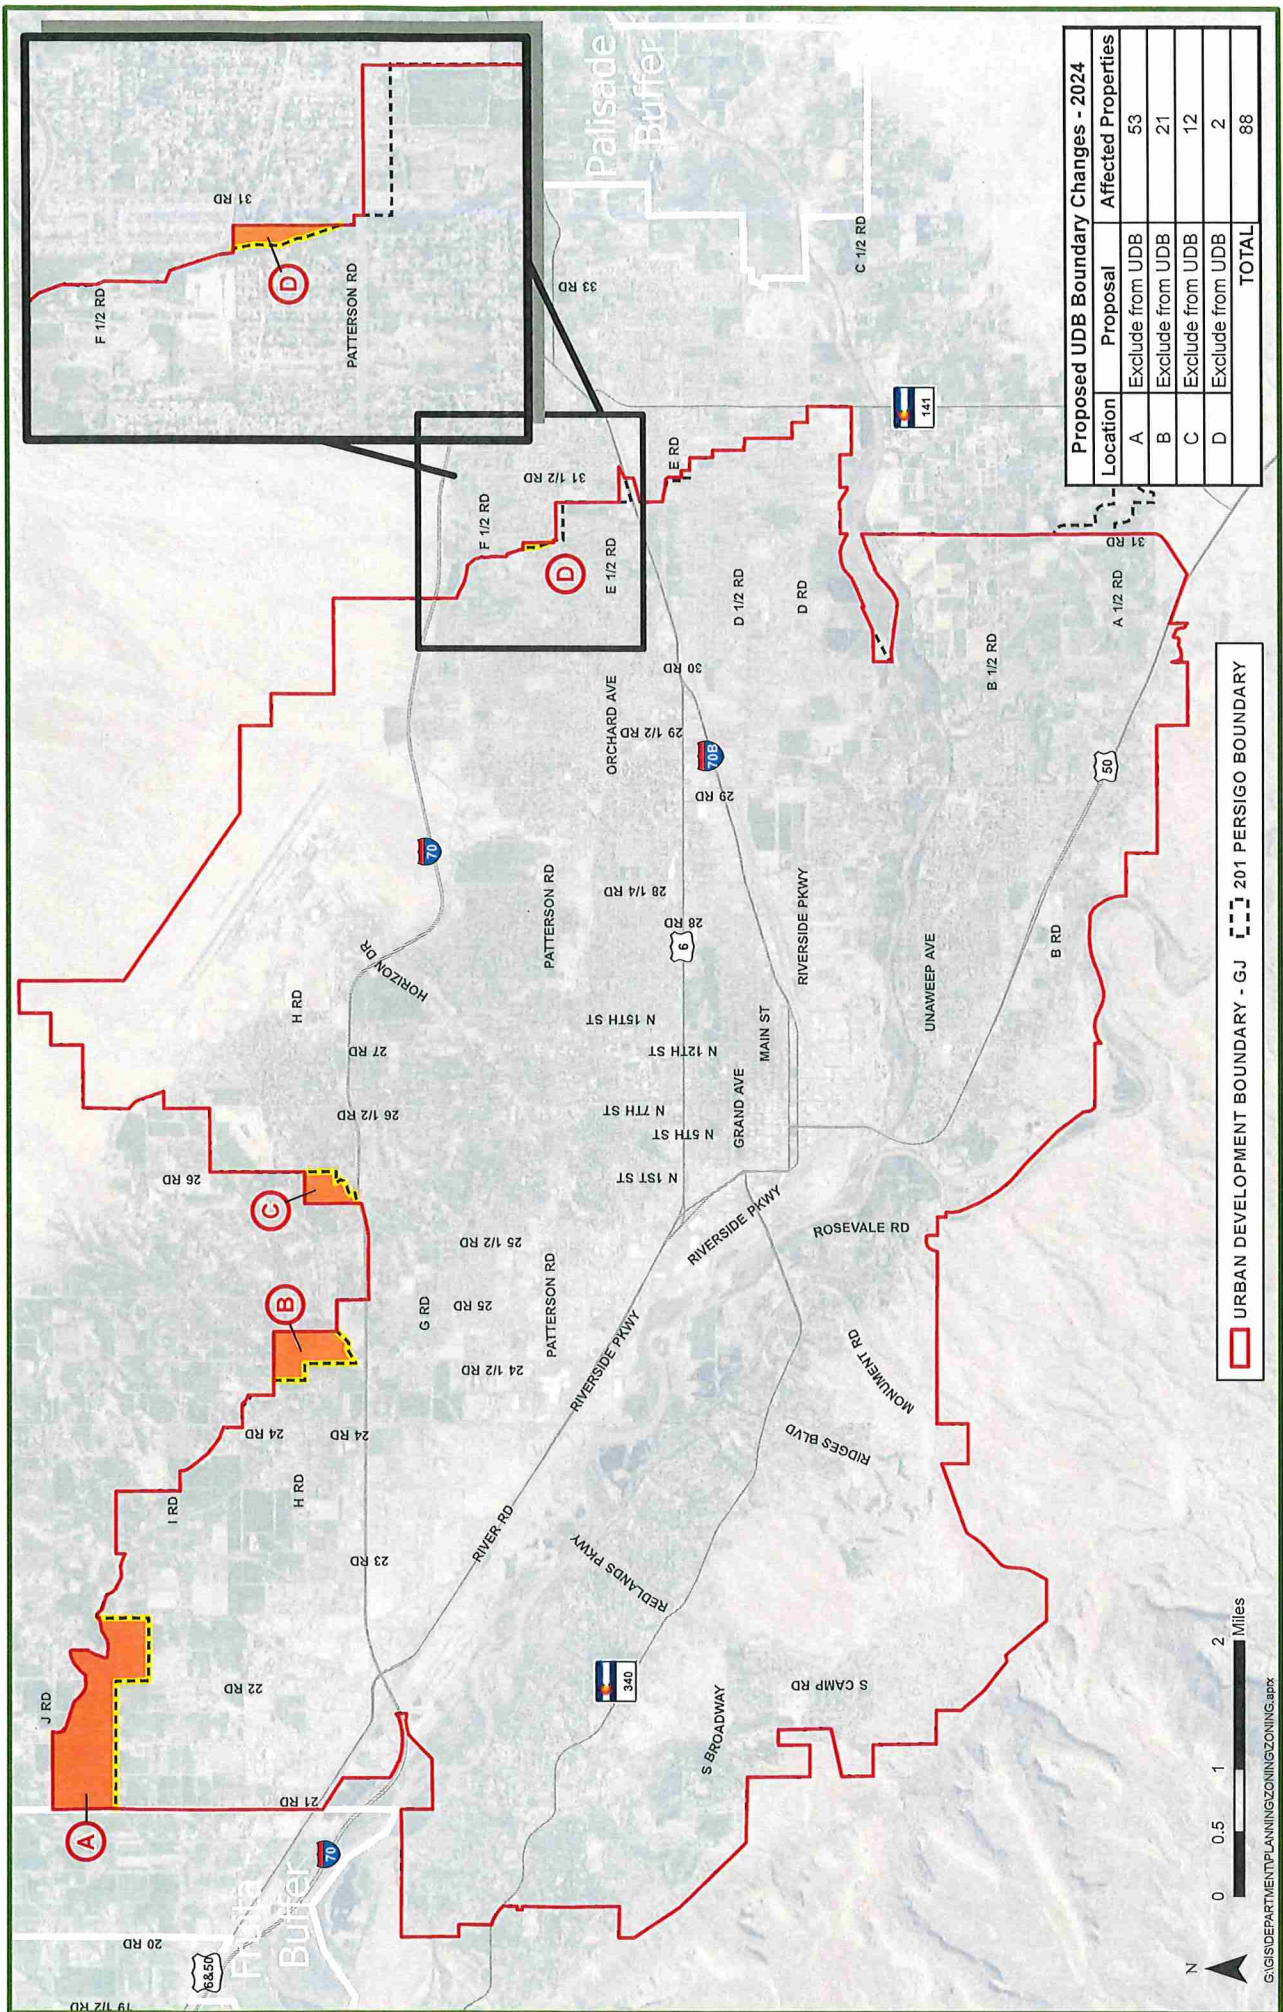 19 1/2 RD
20 RD
6&50
Fruita
Buffer
70
21 RD
A
J RD
22 RD
23 RD
I RD
H RD
24 RD
24 RD
B
C
26 RD
26 1/2 RD
27 RD
H RD
HORIZON DR
70
G RD
25 RD
25 1/2 RD
24 1/2 RD
PATTERSON RD
PATTERSON RD
RIVER RD
RIVERSIDE PKWY
RIVERSIDE PKWY
REDLANDS PKWY
340
S BROADWAY
S CAMP RD
RIDGES BLVD
MONUMENT RD
ROSEVALE RD
N 1ST ST
N 5TH ST
N 7TH ST
N 12TH ST
N 15TH ST
GRAND AVE
MAIN ST
6
28 RD
28 1/4 RD
29 RD
70B
29 1/2 RD
ORCHARD AVE
30 RD
RIVERSIDE PKWY
UNAWEEP AVE
B RD
50
B 1/2 RD
A 1/2 RD
31 RD
D 1/2 RD
D RD
E 1/2 RD
D
F 1/2 RD
31 1/2 RD
E RD
33 RD
141
C 1/2 RD
Palisade
Buffer
F 1/2 RD
31 RD
D
PATTERSON RD
Proposed UDB Boundary Changes - 2024
Location Proposal Affected Properties
A Exclude from UDB 53
B Exclude from UDB 21
C Exclude from UDB 12
D Exclude from UDB 2
TOTAL 88
URBAN DEVELOPMENT BOUNDARY - GJ 201 PERSIGO BOUNDARY
N
0 0.5 1 2
Miles
G:\GIS\DEPARTMENT\PLANNING\ZONING\ZONING.aprx